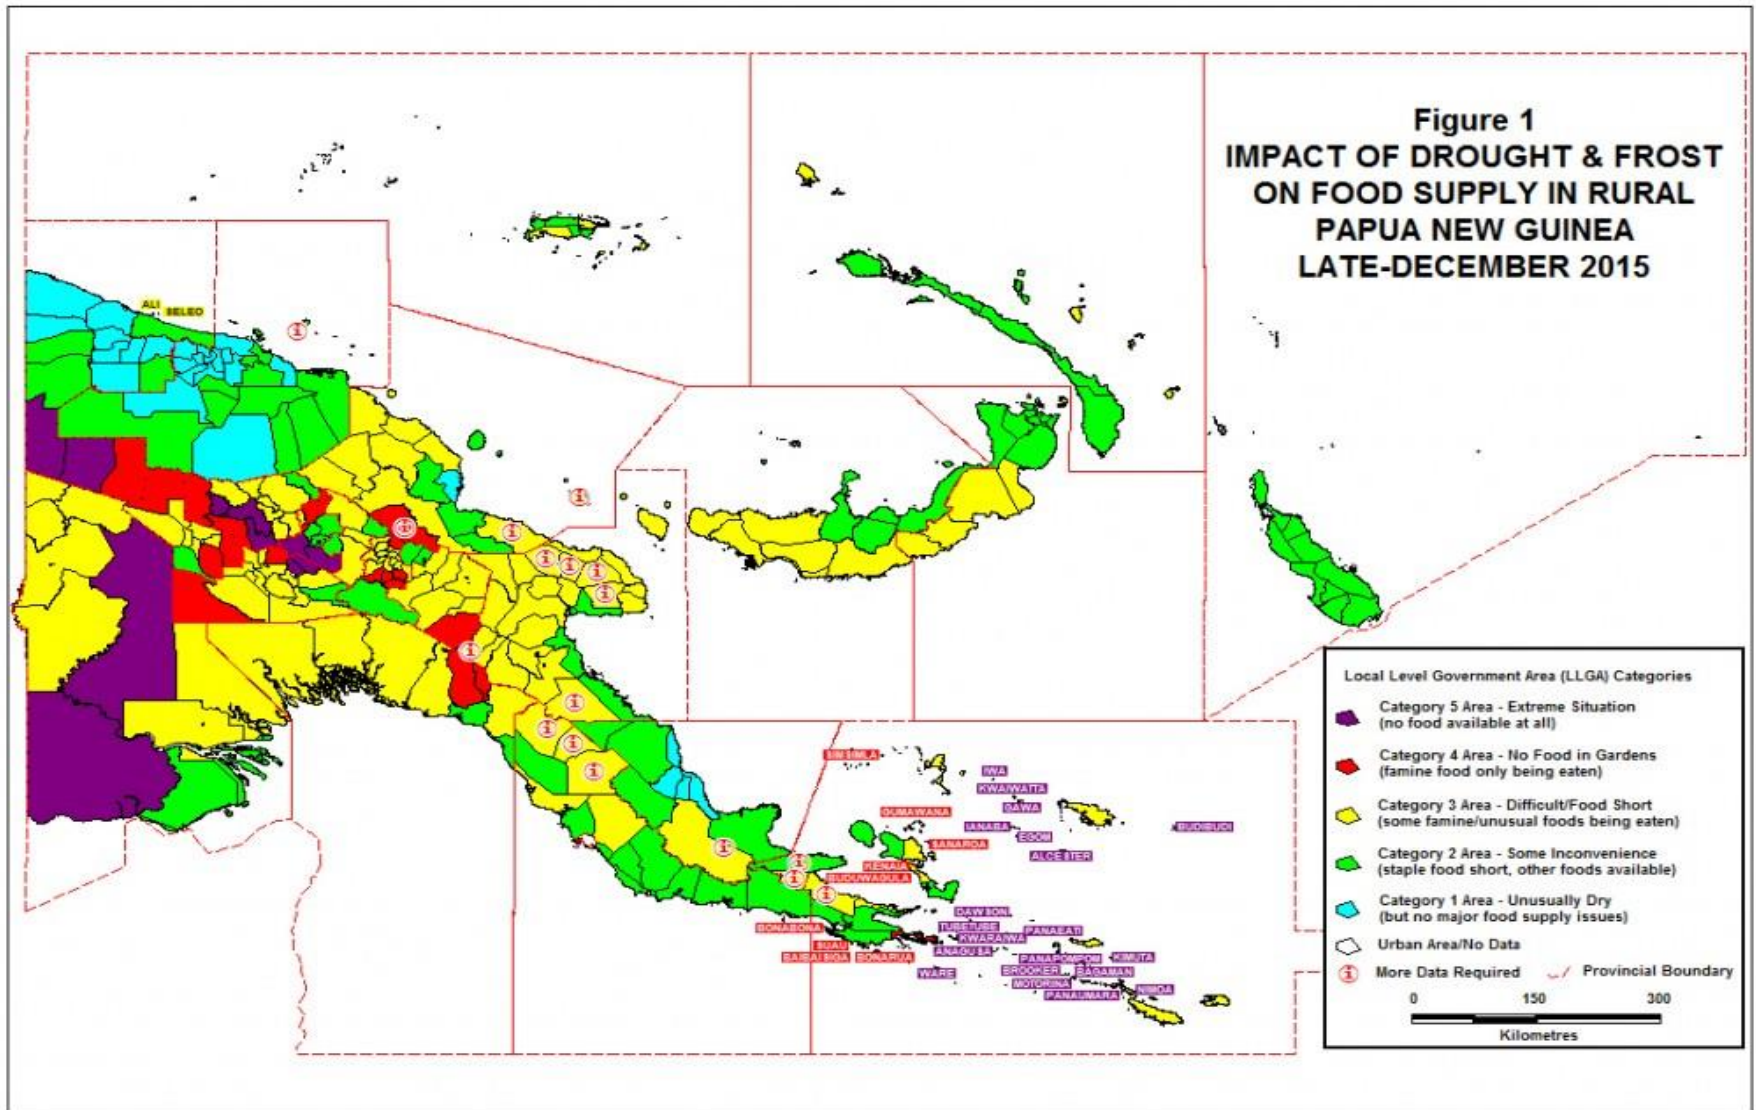 Figure 1
IMPACT OF DROUGHT & FROST
ON FOOD SUPPLY IN RURAL
PAPUA NEW GUINEA
LATE-DECEMBER 2015
ALI
SELEO
SIMSIMLA
IWA
KWAIWATTA
GAWA
GUMAWANA
IANABA
EGOM
BUDIBUDI
SANAROA
ALCESTER
KENAIA
BUDUWAGULA
DAWSON
TUBETUBE
BONABONA
KWARAIWA
PANAEATI
SUAU
ANAGUSA
BAIBAISIGA
BONARUA
PANAPOMPOM
KIMUTA
WARE
BROOKER
BAGAMAN
MOTORINA
NIMOA
PANAUMARA
Local Level Government Area (LLGA) Categories
Category 5 Area - Extreme Situation
(no food available at all)
Category 4 Area - No Food in Gardens
(famine food only being eaten)
Category 3 Area - Difficult/Food Short
(some famine/unusual foods being eaten)
Category 2 Area - Some Inconvenience
(staple food short, other foods available)
Category 1 Area - Unusually Dry
(but no major food supply issues)
Urban Area/No Data
i More Data Required
Provincial Boundary
0 150 300
Kilometres